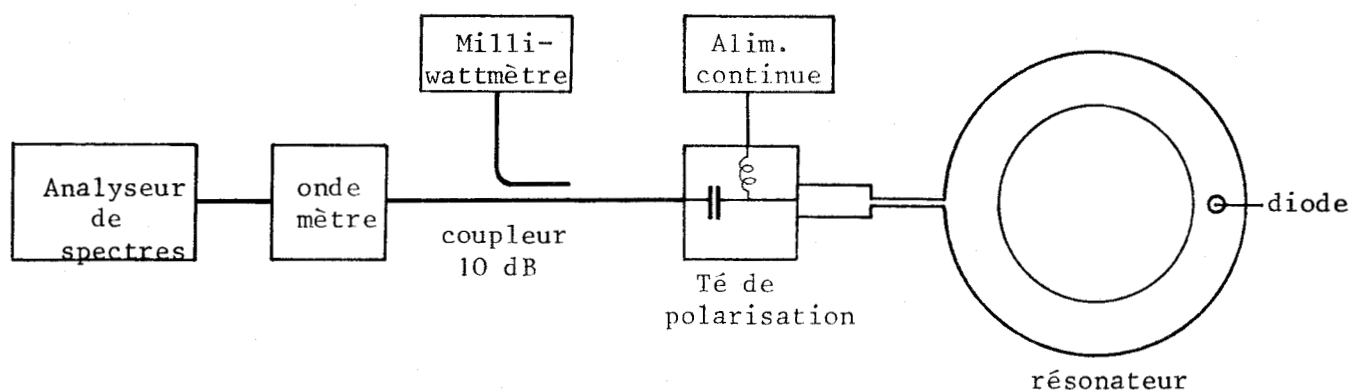 Milli-
wattmètre
Alim.
continue
Analyseur
de
spectres
onde
mètre
coupleur
10 dB
Té de
polarisation
diode
résonateur